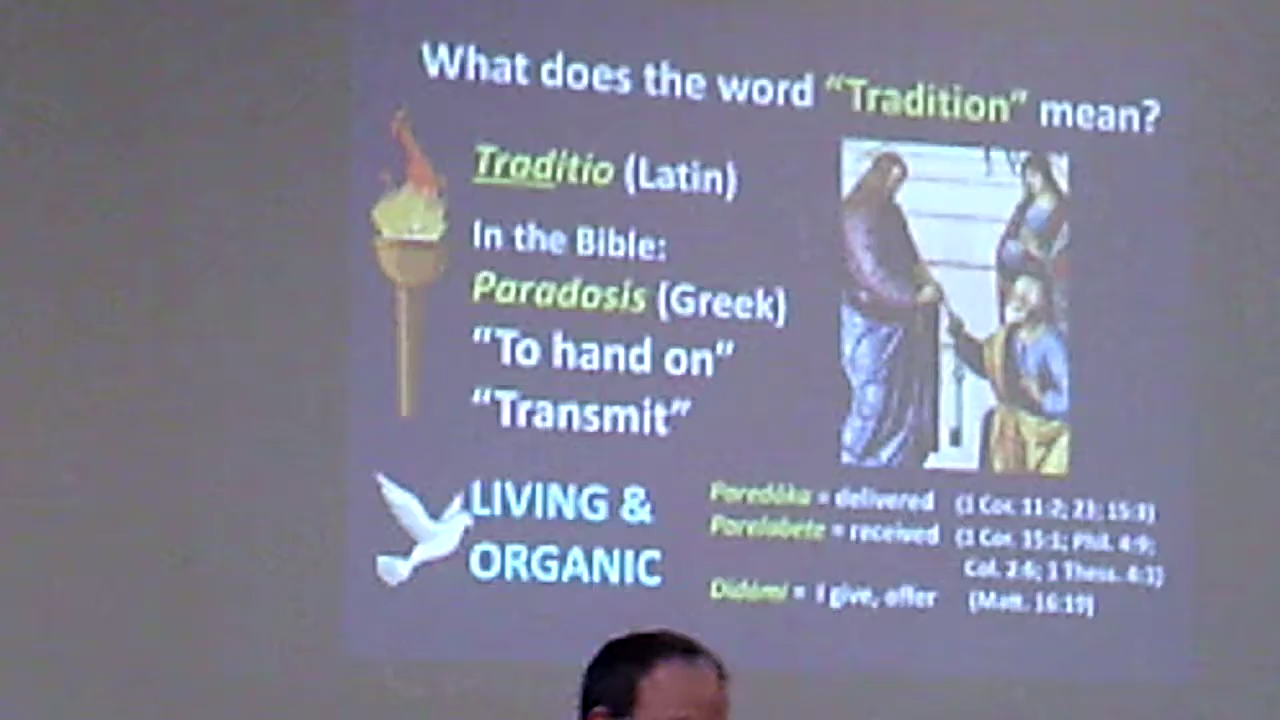 What does the word “Tradition” mean?
Traditio (Latin)
In the Bible:
Paradosis (Greek)
“To hand on”
“Transmit”
LIVING &
ORGANIC
Paredōka = delivered (1 Cor. 11:2; 23; 15:3)
Parelabete = received (1 Cor. 15:1; Phil. 4:9;
Col. 2:6; 1 Thess. 4:1)
Didōmi = I give, offer (Matt. 16:19)